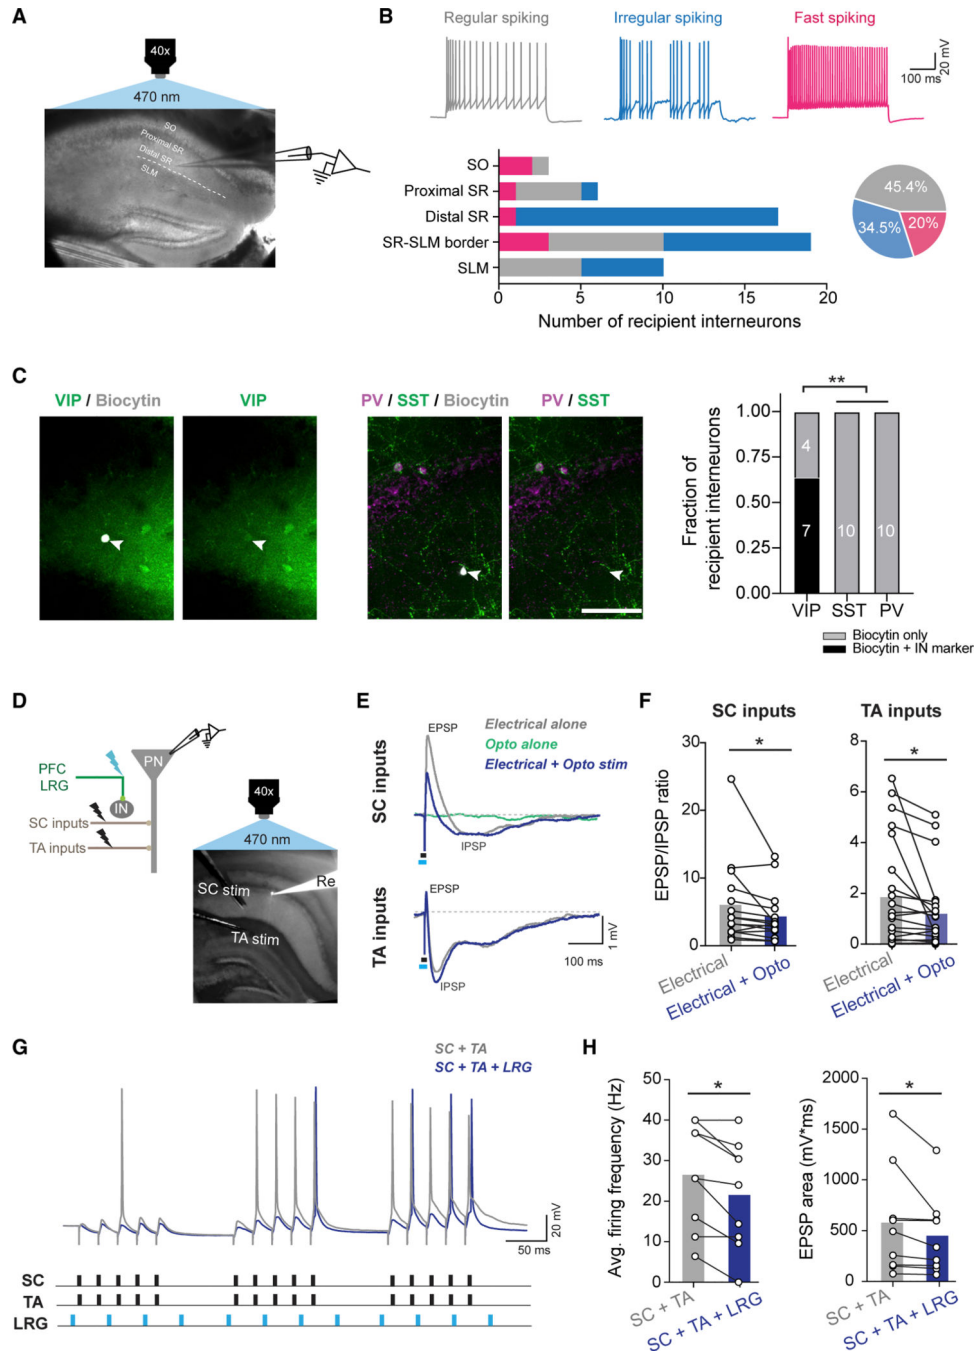 A
40x
470 nm
SO
Proximal SR
Distal SR
SLM
B
Regular spiking
Irregular spiking
Fast spiking
20 mV
100 ms
SO
Proximal SR
Distal SR
SR-SLM border
SLM
0 5 10 15 20
Number of recipient interneurons
45.4%
34.5%
20%
C
VIP / Biocytin
VIP
PV / SST / Biocytin
PV / SST
**
Fraction of
recipient interneurons
1.00
0.75
0.50
0.25
0.00
4
7
10
10
VIP SST PV
Biocytin only
Biocytin + IN marker
D
PN
PFC
LRG
IN
SC inputs
TA inputs
40x
470 nm
SC stim
Re
TA stim
E
SC inputs
EPSP
Electrical alone
Opto alone
Electrical + Opto stim
IPSP
TA inputs
EPSP
IPSP
1 mV
100 ms
F
SC inputs
TA inputs
EPSP/IPSP ratio
30
20
10
0
*
Electrical
Electrical + Opto
8
6
4
2
0
*
Electrical
Electrical + Opto
G
SC + TA
SC + TA + LRG
20 mV
50 ms
SC
TA
LRG
H
Avg. firing frequency (Hz)
50
40
30
20
10
0
*
SC + TA
SC + TA + LRG
EPSP area (mV*ms)
2000
1500
1000
500
0
*
SC + TA
SC + TA + LRG